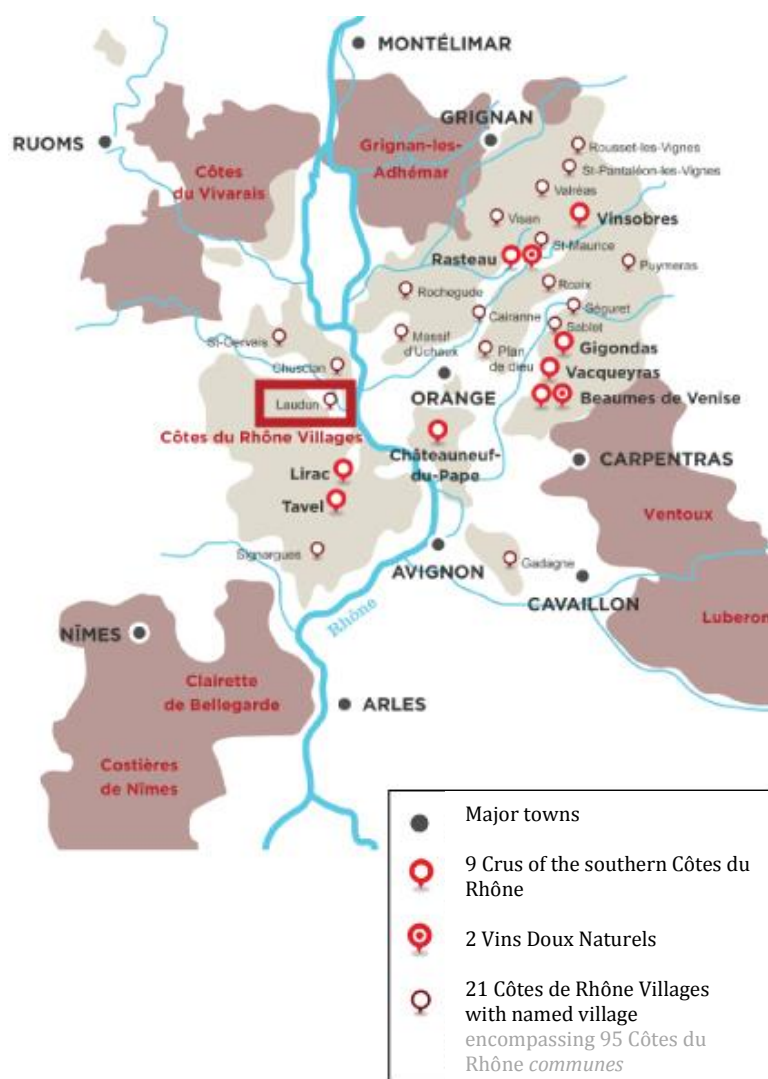 MONTÉLIMAR
GRIGNAN
RUOMS
Grignan-les-
Adhémar
Côtes
du Vivarais
Rousset-les-Vignes
St-Pantaléon-les-Vignes
Valréas
Visan
Vinsobres
St-Maurice
Rasteau
Puymeras
Rochegude
Roaix
Cairanne
Séguret
Sablet
St-Gervais
Massif
d'Uchaux
Plan
de dieu
Gigondas
Chusclan
Vacqueyras
ORANGE
Laudun
Beaumes de Venise
Côtes du Rhône Villages
Châteauneuf-
du-Pape
CARPENTRAS
Lirac
Tavel
Ventoux
Signargues
AVIGNON
Gadagne
CAVAILLON
Rhône
Luberon
NÎMES
Clairette
de Bellegarde
ARLES
Costières
de Nîmes
Major towns
9 Crus of the southern Côtes du
Rhône
2 Vins Doux Naturels
21 Côtes de Rhône Villages
with named village
encompassing 95 Côtes du
Rhône communes